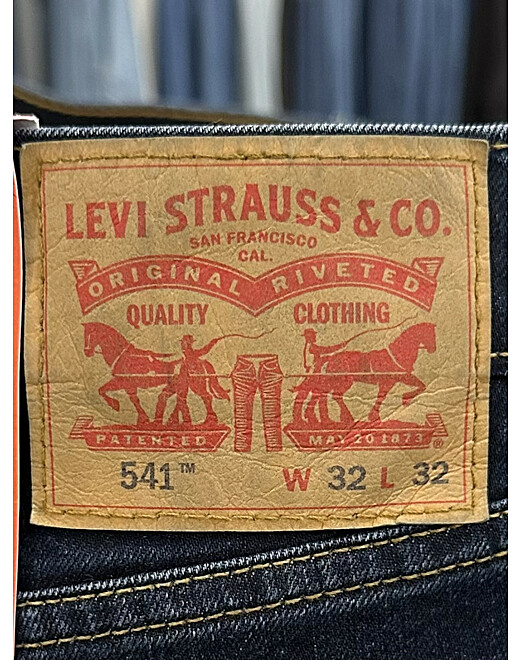 LEVI STRAUSS & CO.
SAN FRANCISCO
CAL.
ORIGINAL RIVETED
QUALITY CLOTHING
PATENTED MAY 20 1873 ®
541™ W 32 L 32